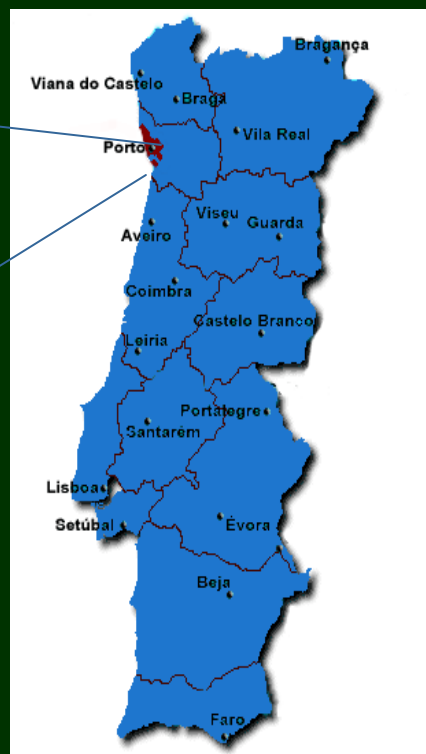 Bragança
Viana do Castelo
Braga
Vila Real
Porto
Viseu
Guarda
Aveiro
Coimbra
Castelo Branco
Leiria
Portalegre
Santarém
Lisboa
Setúbal
Évora
Beja
Faro